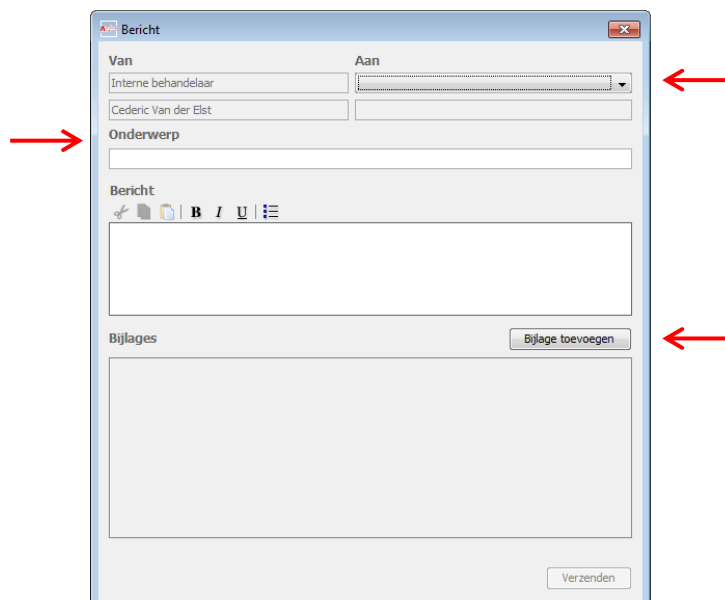 Bericht
Van Aan
Interne behandelaar
Cederic Van der Elst
Onderwerp
Bericht
B I U
Bijlages Bijlage toevoegen
Verzenden